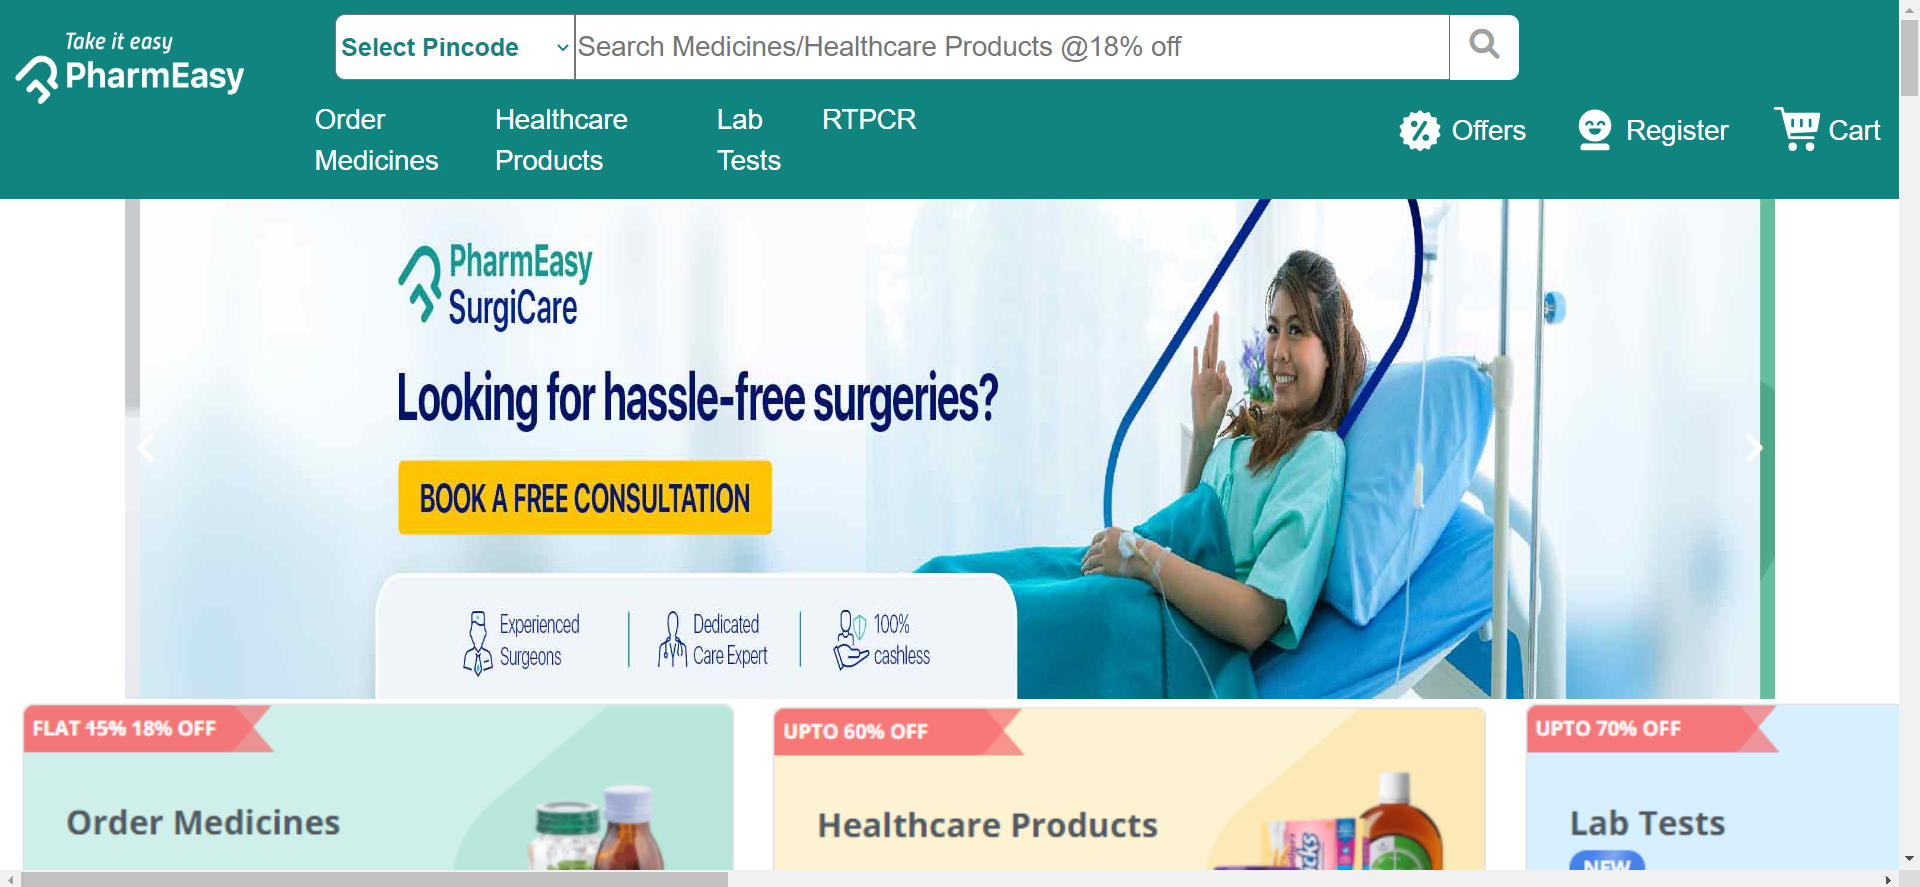 Take it easy
PharmEasy
Select Pincode
Search Medicines/Healthcare Products @18% off
Order
Medicines
Healthcare
Products
Lab
Tests
RTPCR
Offers
Register
Cart
PharmEasy
SurgiCare
Looking for hassle-free surgeries?
BOOK A FREE CONSULTATION
Experienced
Surgeons
Dedicated
Care Expert
100%
cashless
FLAT 15% 18% OFF
Order Medicines
UPTO 60% OFF
Healthcare Products
UPTO 70% OFF
Lab Tests
NEW